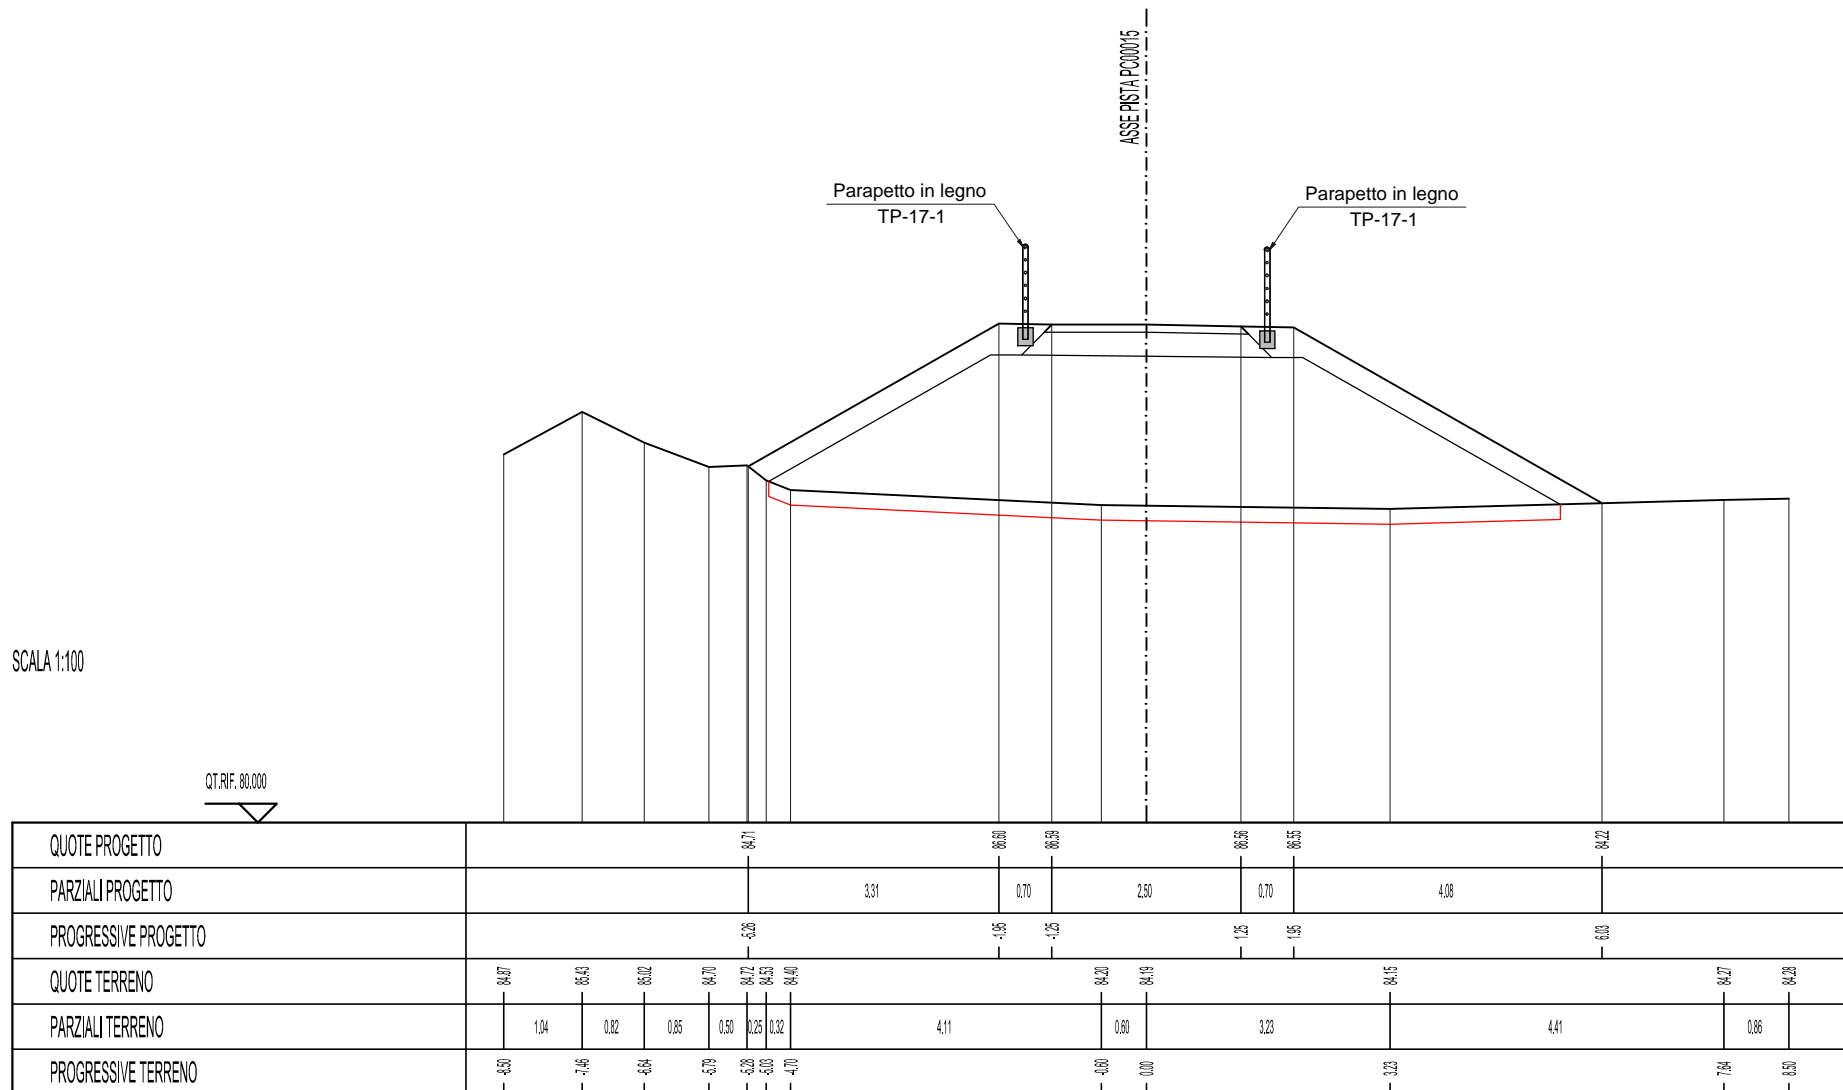 ASSE PISTA PC00015
Parapetto in legno
TP-17-1
Parapetto in legno
TP-17-1
SCALA 1:100
QT.RIF. 80.000
QUOTE PROGETTO 84.71 86.60 86.59 86.56 86.55 84.22
PARZIALI PROGETTO 3.31 0.70 2.50 0.70 4.08
PROGRESSIVE PROGETTO -5.26 -1.95 -1.25 1.25 1.95 6.03
QUOTE TERRENO 84.87 85.43 85.02 84.70 84.72 84.53 84.40 84.20 84.19 84.15 84.27 84.28
PARZIALI TERRENO 1.04 0.82 0.85 0.50 0.25 0.32 4.11 0.60 3.23 4.41 0.86
PROGRESSIVE TERRENO -8.50 -7.46 -6.64 -5.79 -5.28 -5.03 -4.70 -0.60 0.00 3.23 7.64 8.50